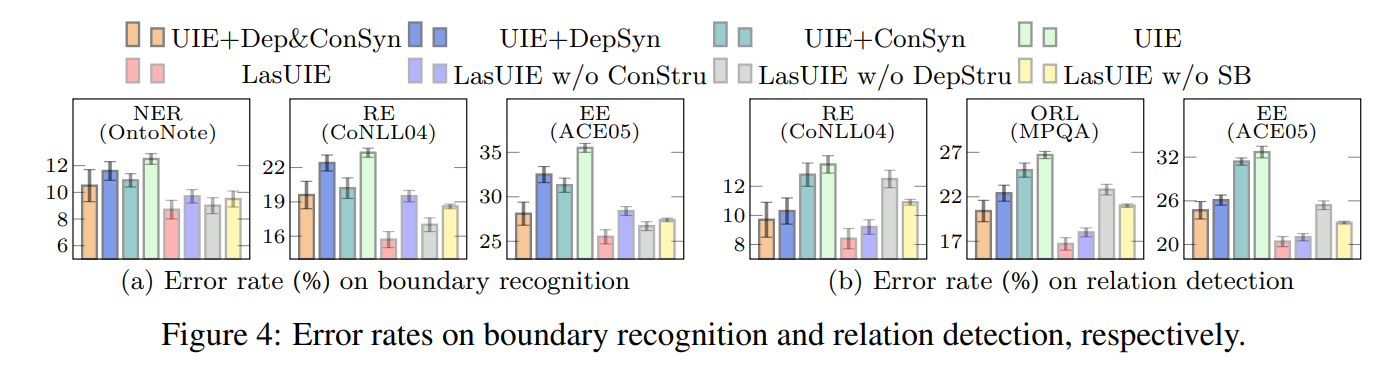 UIE+Dep&ConSyn UIE+DepSyn UIE+ConSyn UIE
LasUIE LasUIE w/o ConStru LasUIE w/o DepStru LasUIE w/o SB
NER
(OntoNote)
12
10
8
6
RE
(CoNLL04)
22
19
16
EE
(ACE05)
35
30
25
(a) Error rate (%) on boundary recognition
RE
(CoNLL04)
12
10
8
ORL
(MPQA)
27
22
17
EE
(ACE05)
32
26
20
(b) Error rate (%) on relation detection
Figure 4: Error rates on boundary recognition and relation detection, respectively.